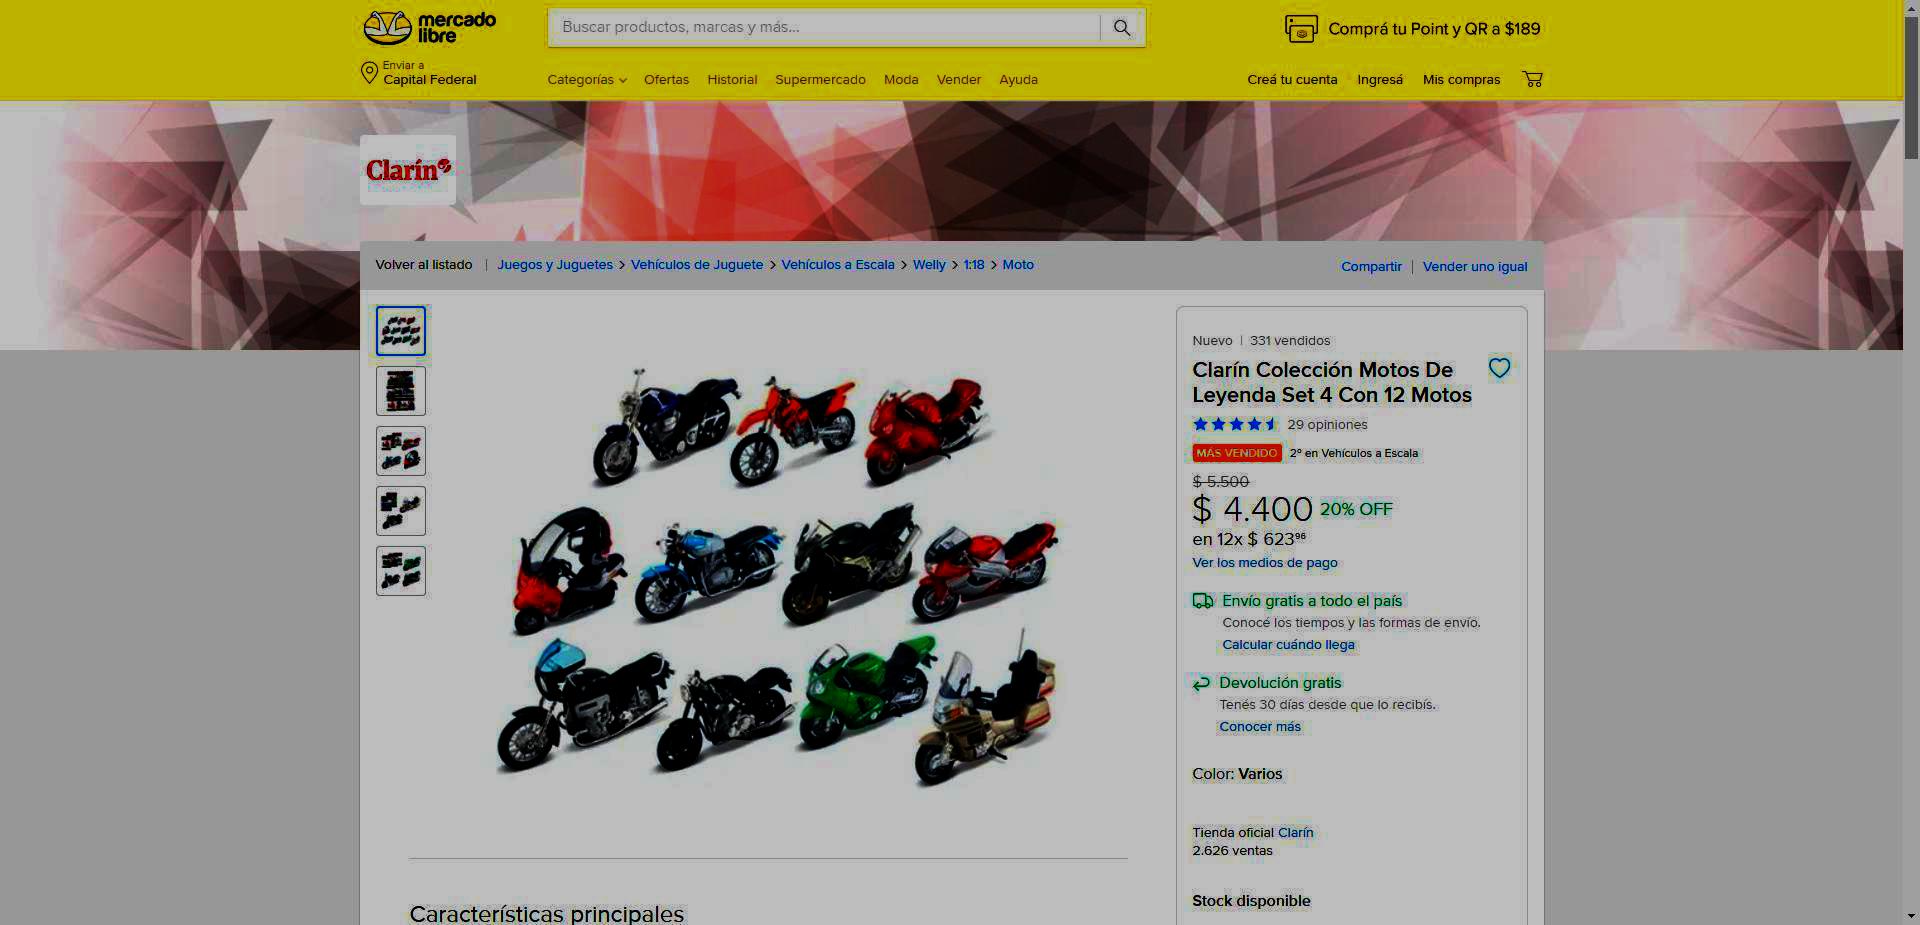 mercado
libre
Buscar productos, marcas y más...
Comprá tu Point y QR a $189
Enviar a
Capital Federal
Categorías
Ofertas
Historial
Supermercado
Moda
Vender
Ayuda
Creá tu cuenta
Ingresá
Mis compras
Clarín
Volver al listado | Juegos y Juguetes > Vehículos de Juguete > Vehículos a Escala > Welly > 1:18 > Moto
Compartir | Vender uno igual
Nuevo | 331 vendidos
Clarín Colección Motos De
Leyenda Set 4 Con 12 Motos
29 opiniones
MÁS VENDIDO 2º en Vehículos a Escala
$ 5.500
$ 4.400 20% OFF
en 12x $ 623⁹⁶
Ver los medios de pago
Envío gratis a todo el país
Conocé los tiempos y las formas de envío.
Calcular cuándo llega
Devolución gratis
Tenés 30 días desde que lo recibís.
Conocer más
Color: Varios
Tienda oficial Clarín
2.626 ventas
Stock disponible
Características principales